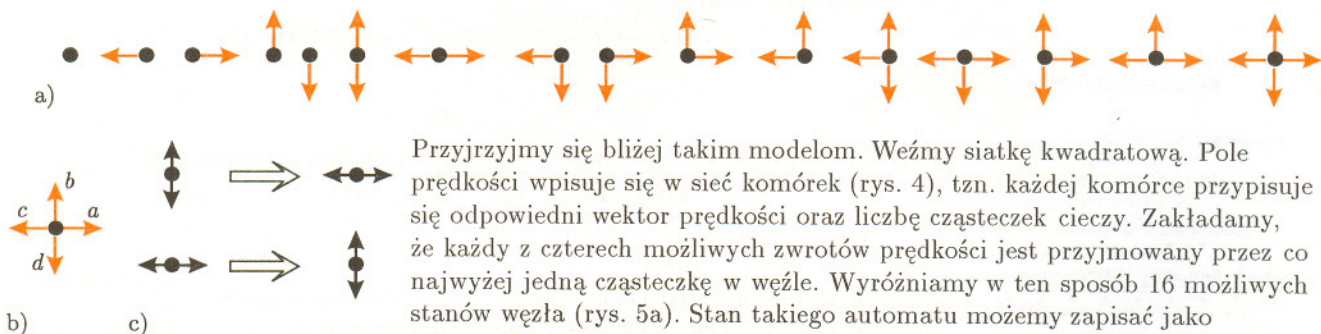 a)
b
c
a
d
b)
c)
Przyjrzyjmy się bliżej takim modelom. Weźmy siatkę kwadratową. Pole
prędkości wpisuje się w sieć komórek (rys. 4), tzn. każdej komórce przypisuje
się odpowiedni wektor prędkości oraz liczbę cząsteczek cieczy. Zakładamy,
że każdy z czterech możliwych zwrotów prędkości jest przyjmowany przez co
najwyżej jedną cząsteczkę w węźle. Wyróżniamy w ten sposób 16 możliwych
stanów węzła (rys. 5a). Stan takiego automatu możemy zapisać jako